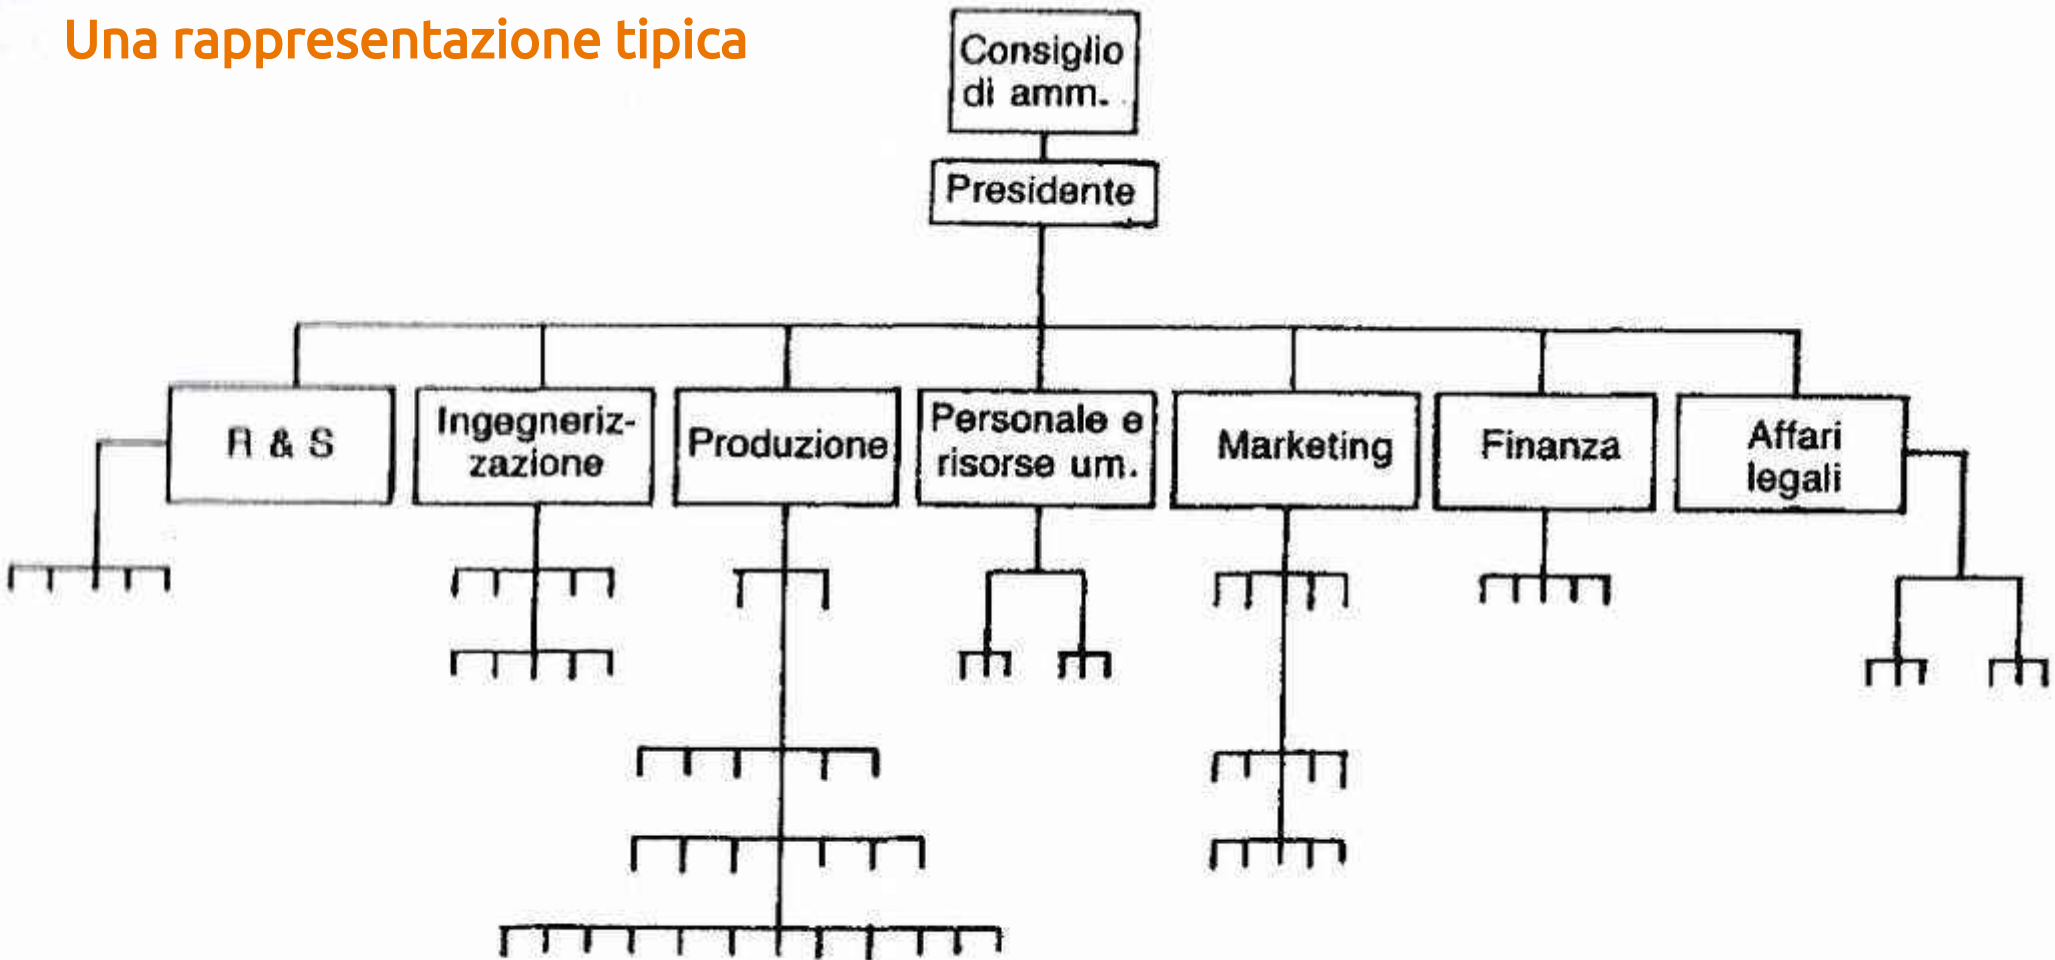 Una rappresentazione tipica
Consiglio
di amm.
Presidente
R & S
Ingegneriz-
zazione
Produzione
Personale e
risorse um.
Marketing
Finanza
Affari
legali